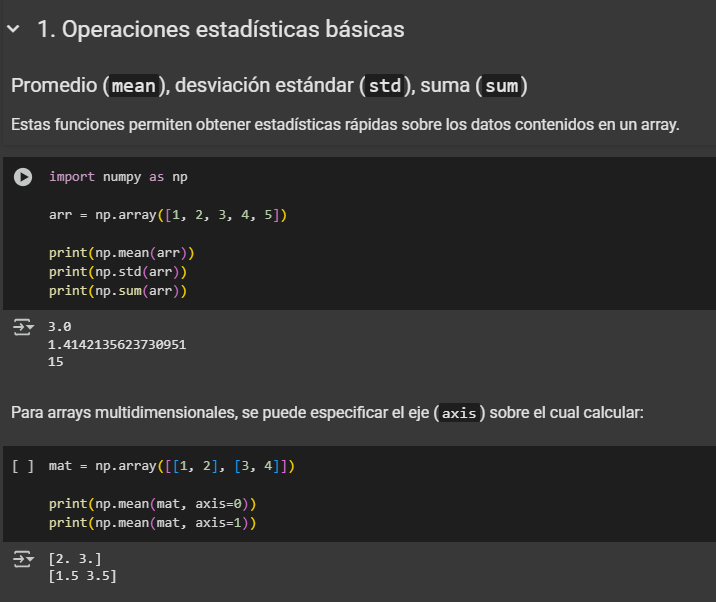 1. Operaciones estadísticas básicas
Promedio (mean), desviación estándar (std), suma (sum)
Estas funciones permiten obtener estadísticas rápidas sobre los datos contenidos en un array.
import numpy as np
arr = np.array([1, 2, 3, 4, 5])
print(np.mean(arr))
print(np.std(arr))
print(np.sum(arr))
3.0
1.4142135623730951
15
Para arrays multidimensionales, se puede especificar el eje (axis) sobre el cual calcular:
[ ] mat = np.array([[1, 2], [3, 4]])
print(np.mean(mat, axis=0))
print(np.mean(mat, axis=1))
[2. 3.]
[1.5 3.5]